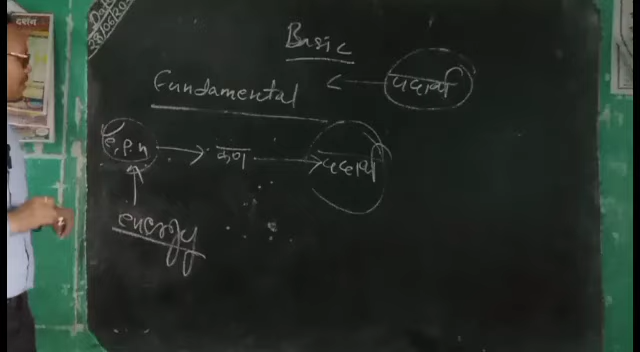 Basic
Fundamental < पदार्थ
e, p, n → कण → पदार्थ
energy